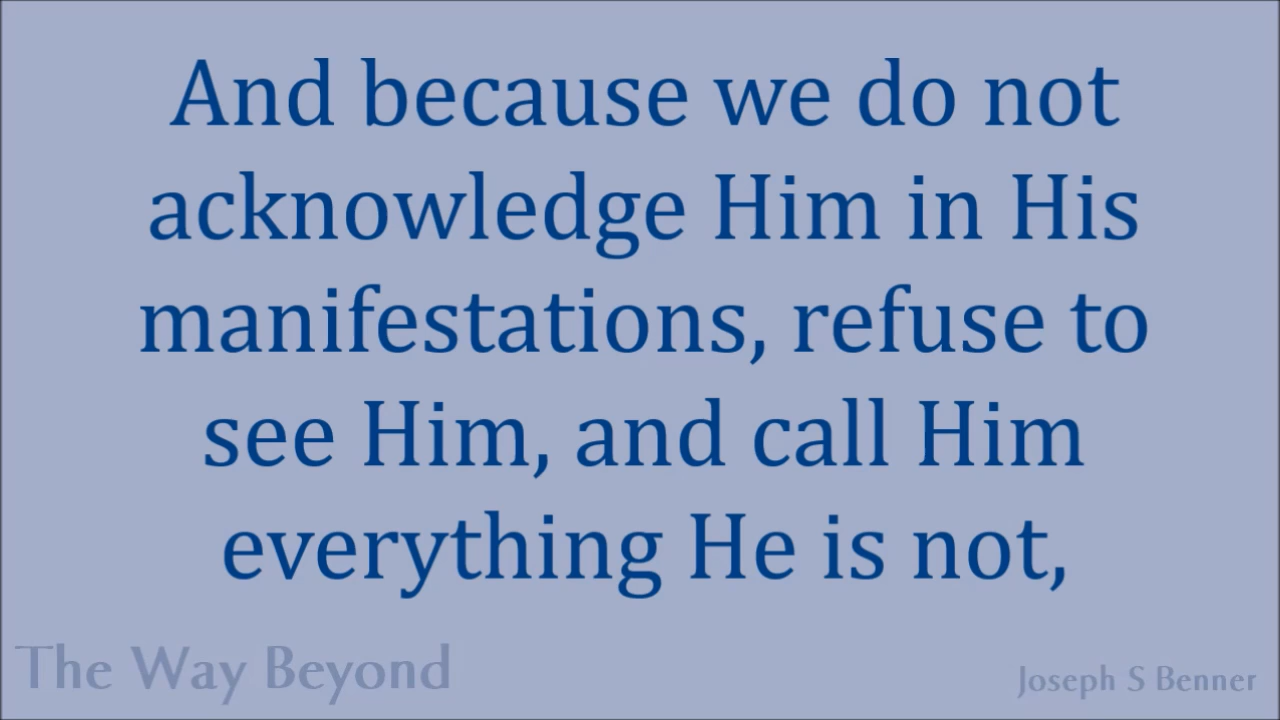 And because we do not
acknowledge Him in His
manifestations, refuse to
see Him, and call Him
everything He is not,
The Way Beyond
Joseph S Benner